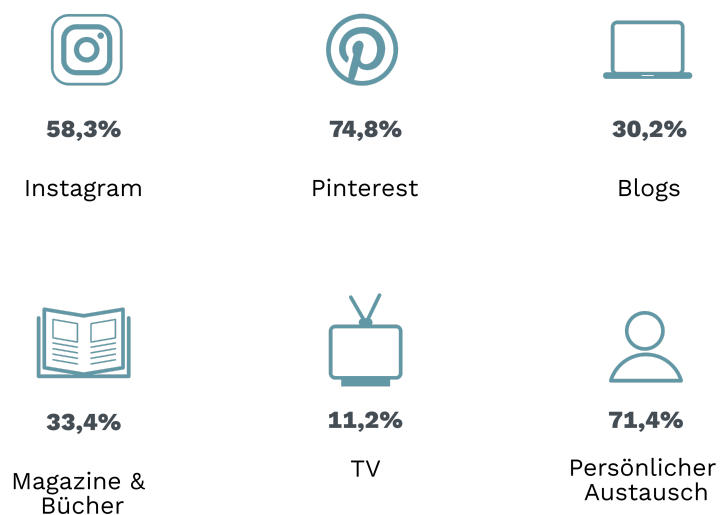 58,3%
74,8%
30,2%
Instagram
Pinterest
Blogs
33,4%
11,2%
71,4%
Magazine &
Bücher
TV
Persönlicher
Austausch